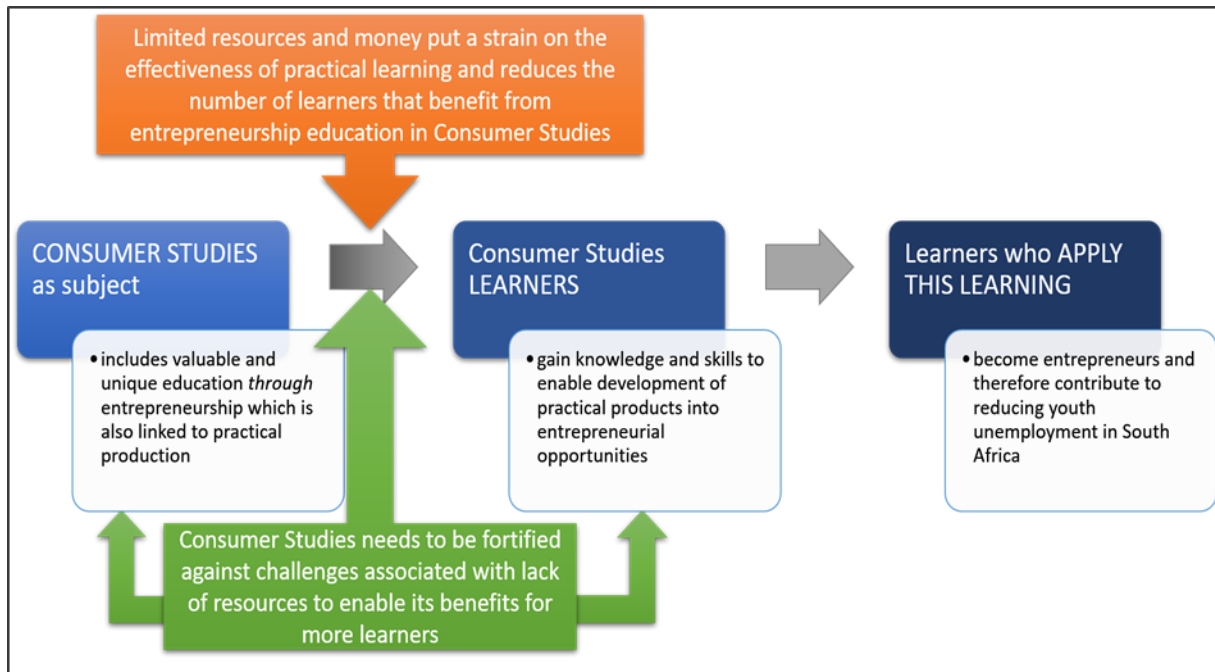 Limited resources and money put a strain on the
effectiveness of practical learning and reduces the
number of learners that benefit from
entrepreneurship education in Consumer Studies
CONSUMER STUDIES
as subject
• includes valuable and
unique education through
entrepreneurship which is
also linked to practical
production
Consumer Studies
LEARNERS
• gain knowledge and skills to
enable development of
practical products into
entrepreneurial
opportunities
Learners who APPLY
THIS LEARNING
• become entrepreneurs and
therefore contribute to
reducing youth
unemployment in South
Africa
Consumer Studies needs to be fortified
against challenges associated with lack
of resources to enable its benefits for
more learners